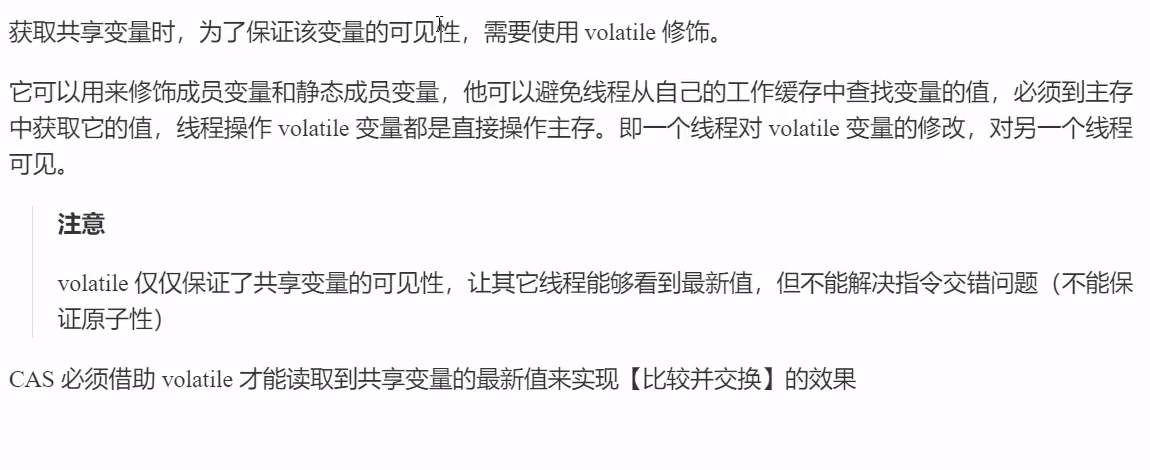 获取共享变量时，为了保证该变量的可见性，需要使用 volatile 修饰。
它可以用来修饰成员变量和静态成员变量，他可以避免线程从自己的工作缓存中查找变量的值，必须到主存
中获取它的值，线程操作 volatile 变量都是直接操作主存。即一个线程对 volatile 变量的修改，对另一个线程
可见。
注意
volatile 仅仅保证了共享变量的可见性，让其它线程能够看到最新值，但不能解决指令交错问题（不能保
证原子性）
CAS 必须借助 volatile 才能读取到共享变量的最新值来实现【比较并交换】的效果